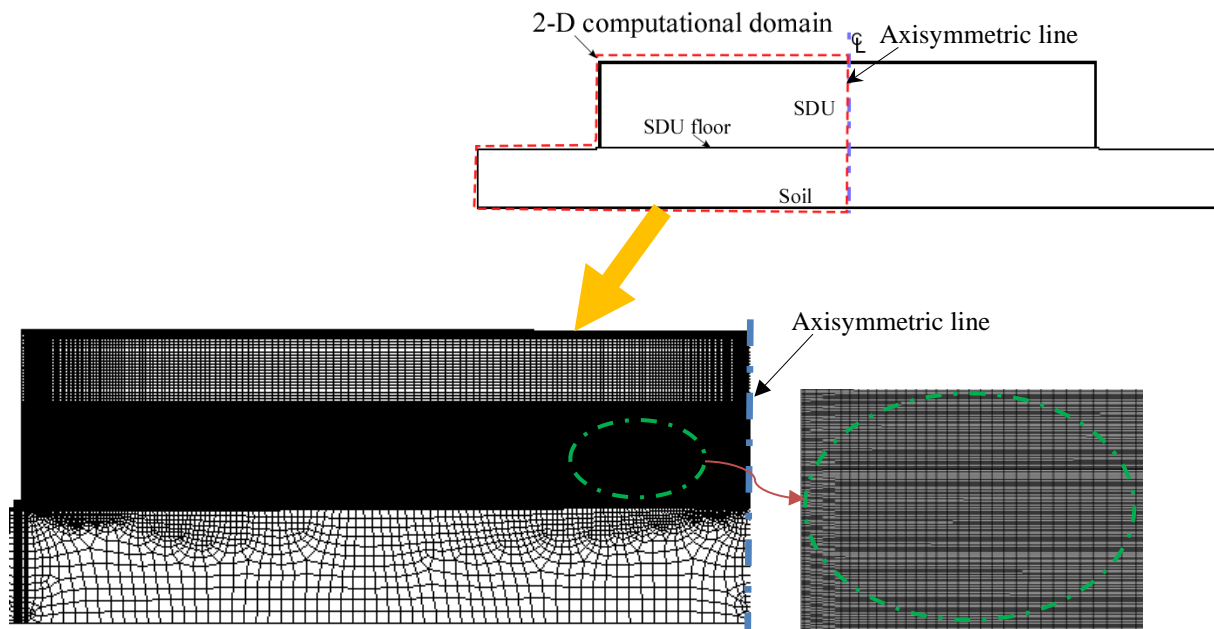 2-D computational domain
℄
Axisymmetric line
SDU
SDU floor
Soil
Axisymmetric line